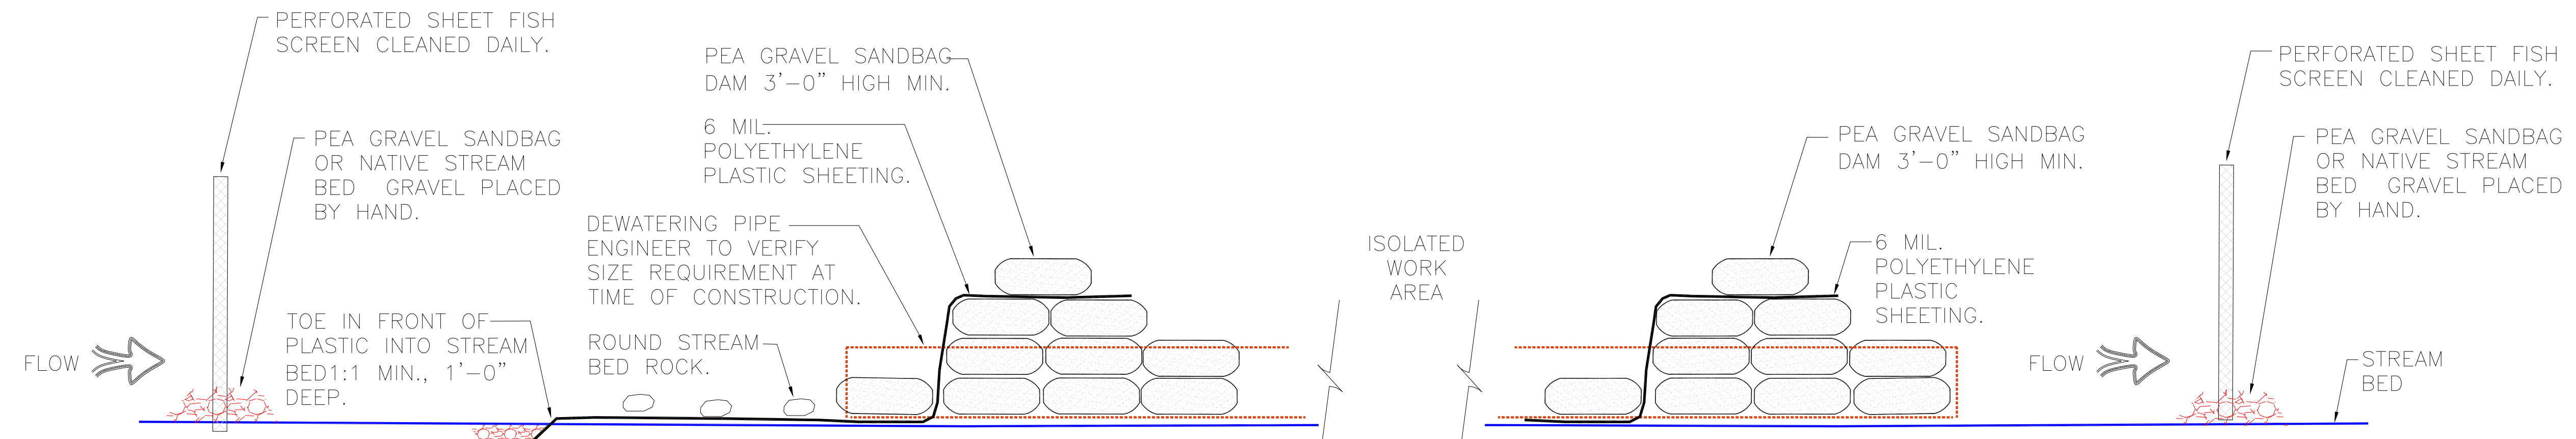 PERFORATED SHEET FISH
SCREEN CLEANED DAILY.
PEA GRAVEL SANDBAG
OR NATIVE STREAM
BED GRAVEL PLACED
BY HAND.
TOE IN FRONT OF
PLASTIC INTO STREAM
BED1:1 MIN., 1'-0"
DEEP.
FLOW
PEA GRAVEL SANDBAG
DAM 3'-0" HIGH MIN.
6 MIL.
POLYETHYLENE
PLASTIC SHEETING.
DEWATERING PIPE
ENGINEER TO VERIFY
SIZE REQUIREMENT AT
TIME OF CONSTRUCTION.
ROUND STREAM
BED ROCK.
ISOLATED
WORK
AREA
PEA GRAVEL SANDBAG
DAM 3'-0" HIGH MIN.
6 MIL.
POLYETHYLENE
PLASTIC
SHEETING.
FLOW
PERFORATED SHEET FISH
SCREEN CLEANED DAILY.
PEA GRAVEL SANDBAG
OR NATIVE STREAM
BED GRAVEL PLACED
BY HAND.
STREAM
BED